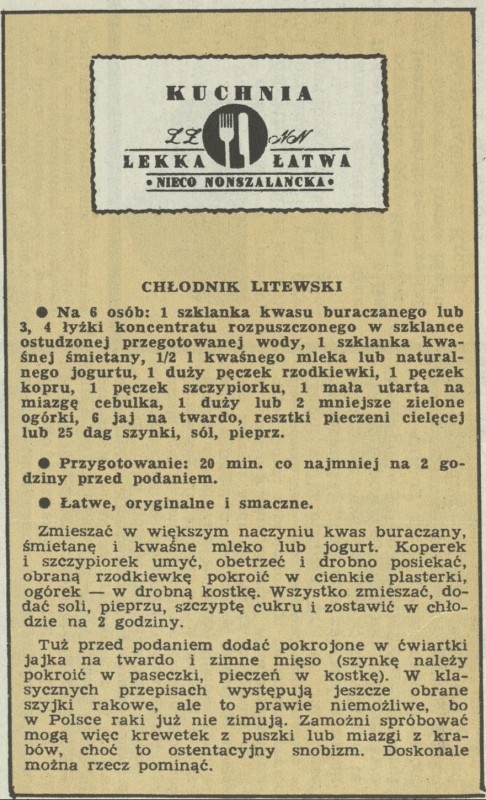 KUCHNIA
ŁŻ NN
LEKKA ŁATWA
• NIECO NONSZALANCKA •
CHŁODNIK LITEWSKI
● Na 6 osób: 1 szklanka kwasu buraczanego lub
3, 4 łyżki koncentratu rozpuszczonego w szklance
ostudzonej przegotowanej wody, 1 szklanka kwa-
śnej śmietany, 1/2 l kwaśnego mleka lub natural-
nego jogurtu, 1 duży pęczek rzodkiewki, 1 pęczek
kopru, 1 pęczek szczypiorku, 1 mała utarta na
miazgę cebulka, 1 duży lub 2 mniejsze zielone
ogórki, 6 jaj na twardo, resztki pieczeni cielęcej
lub 25 dag szynki, sól, pieprz.
● Przygotowanie: 20 min. co najmniej na 2 go-
dziny przed podaniem.
● Łatwe, oryginalne i smaczne.
Zmieszać w większym naczyniu kwas buraczany,
śmietanę i kwaśne mleko lub jogurt. Koperek
i szczypiorek umyć, obetrzeć i drobno posiekać,
obraną rzodkiewkę pokroić w cienkie plasterki,
ogórek — w drobną kostkę. Wszystko zmieszać, do-
dać soli, pieprzu, szczyptę cukru i zostawić w chło-
dzie na 2 godziny.
Tuż przed podaniem dodać pokrojone w ćwiartki
jajka na twardo i zimne mięso (szynkę należy
pokroić w paseczki, pieczeń w kostkę). W kla-
sycznych przepisach występują jeszcze obrane
szyjki rakowe, ale to prawie niemożliwe, bo
w Polsce raki już nie zimują. Zamożni spróbować
mogą więc krewetek z puszki lub miazgi z kra-
bów, choć to ostentacyjny snobizm. Doskonale
można rzecz pominąć.